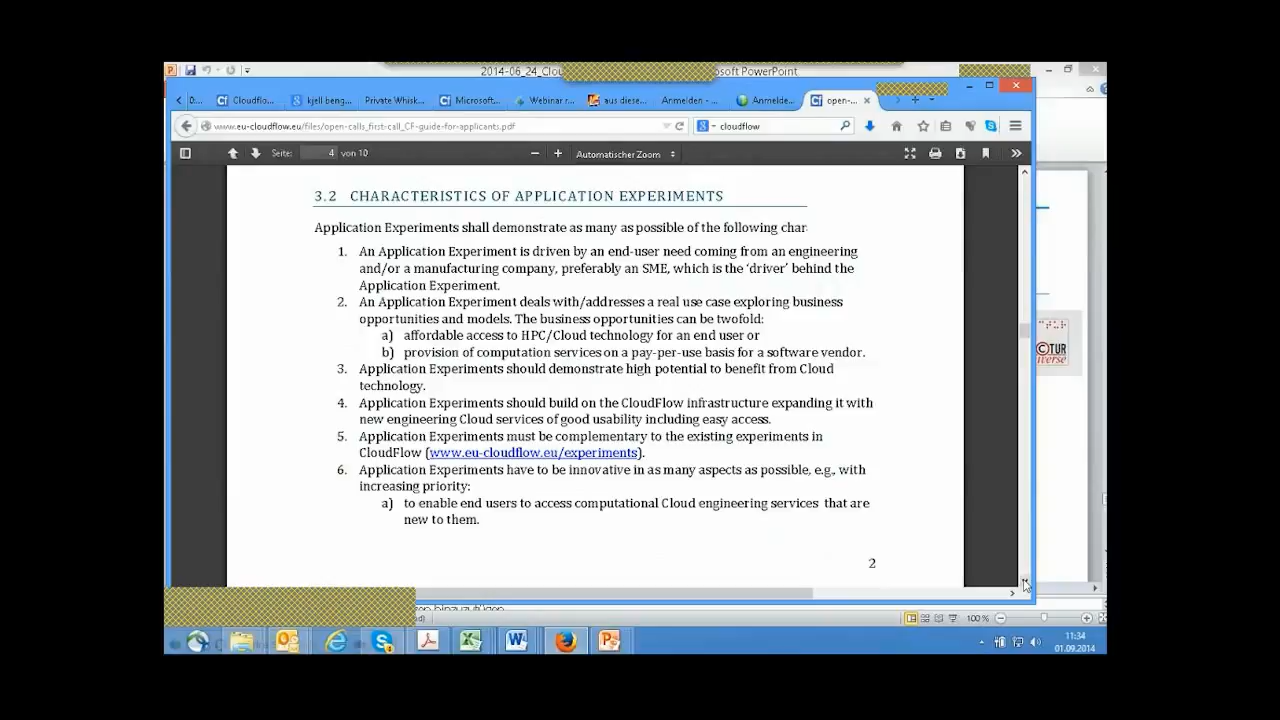 2014-06_24_Clou
osoft PowerPoint
0...
Cloudflo...
kjell beng...
Private Whisk...
Microsoft...
Webinar r...
aus diese...
Anmelden -...
Anmelde...
open-...
www.eu-cloudflow.eu/files/open-calls_first-call_CF-guide-for-applicants.pdf
cloudflow
Seite: 4 von 10
Automatischer Zoom
3.2 CHARACTERISTICS OF APPLICATION EXPERIMENTS
Application Experiments shall demonstrate as many as possible of the following char
1. An Application Experiment is driven by an end-user need coming from an engineering
and/or a manufacturing company, preferably an SME, which is the ‘driver’ behind the
Application Experiment.
2. An Application Experiment deals with/addresses a real use case exploring business
opportunities and models. The business opportunities can be twofold:
a) affordable access to HPC/Cloud technology for an end user or
b) provision of computation services on a pay-per-use basis for a software vendor.
3. Application Experiments should demonstrate high potential to benefit from Cloud
technology.
4. Application Experiments should build on the CloudFlow infrastructure expanding it with
new engineering Cloud services of good usability including easy access.
5. Application Experiments must be complementary to the existing experiments in
CloudFlow (www.eu-cloudflow.eu/experiments).
6. Application Experiments have to be innovative in as many aspects as possible, e.g., with
increasing priority:
a) to enable end users to access computational Cloud engineering services that are
new to them.
2
©TUR
iverse
100 %
11:34
01.09.2014